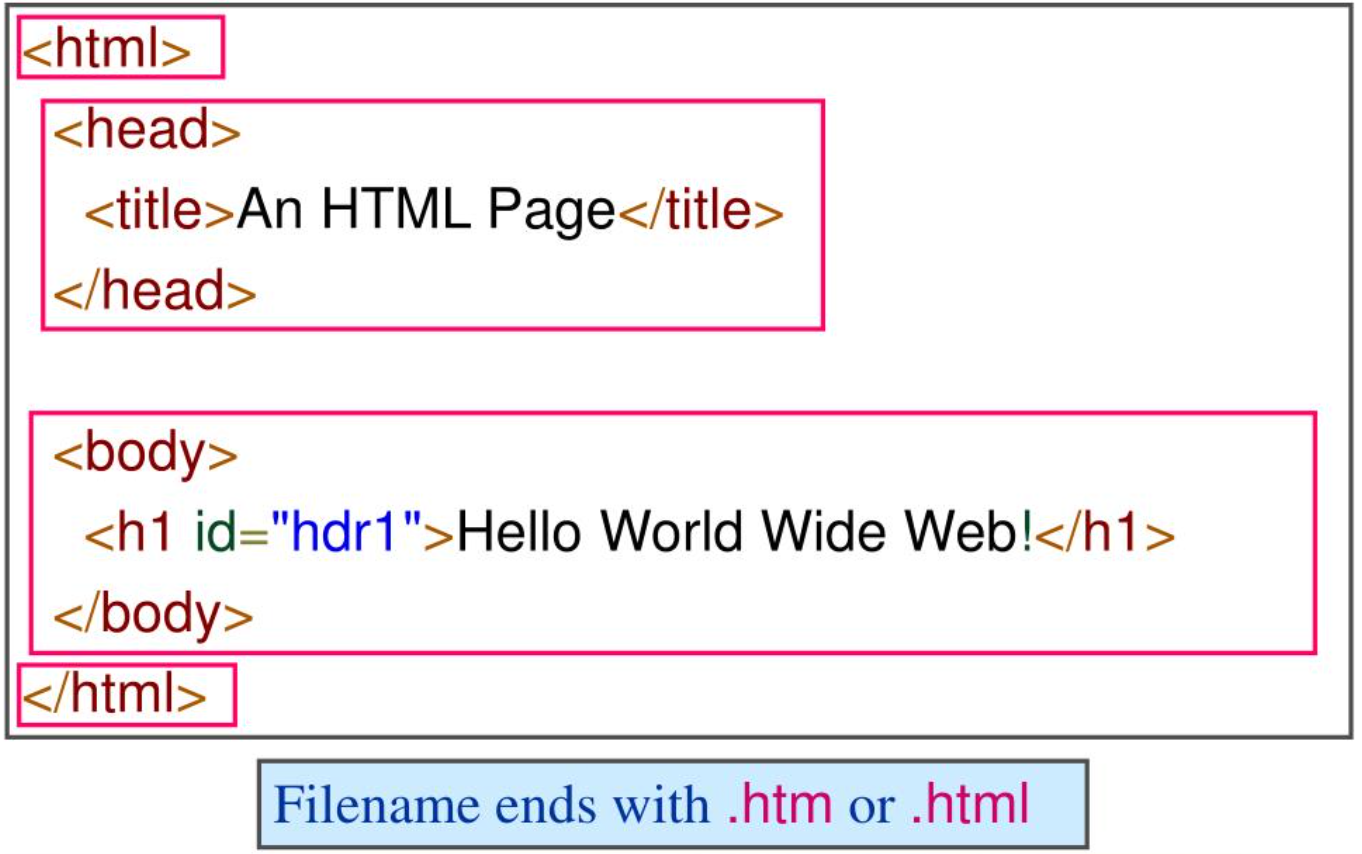 <html>
<head>
<title>An HTML Page</title>
</head>
<body>
<h1 id="hdr1">Hello World Wide Web!</h1>
</body>
</html>
Filename ends with .htm or .html